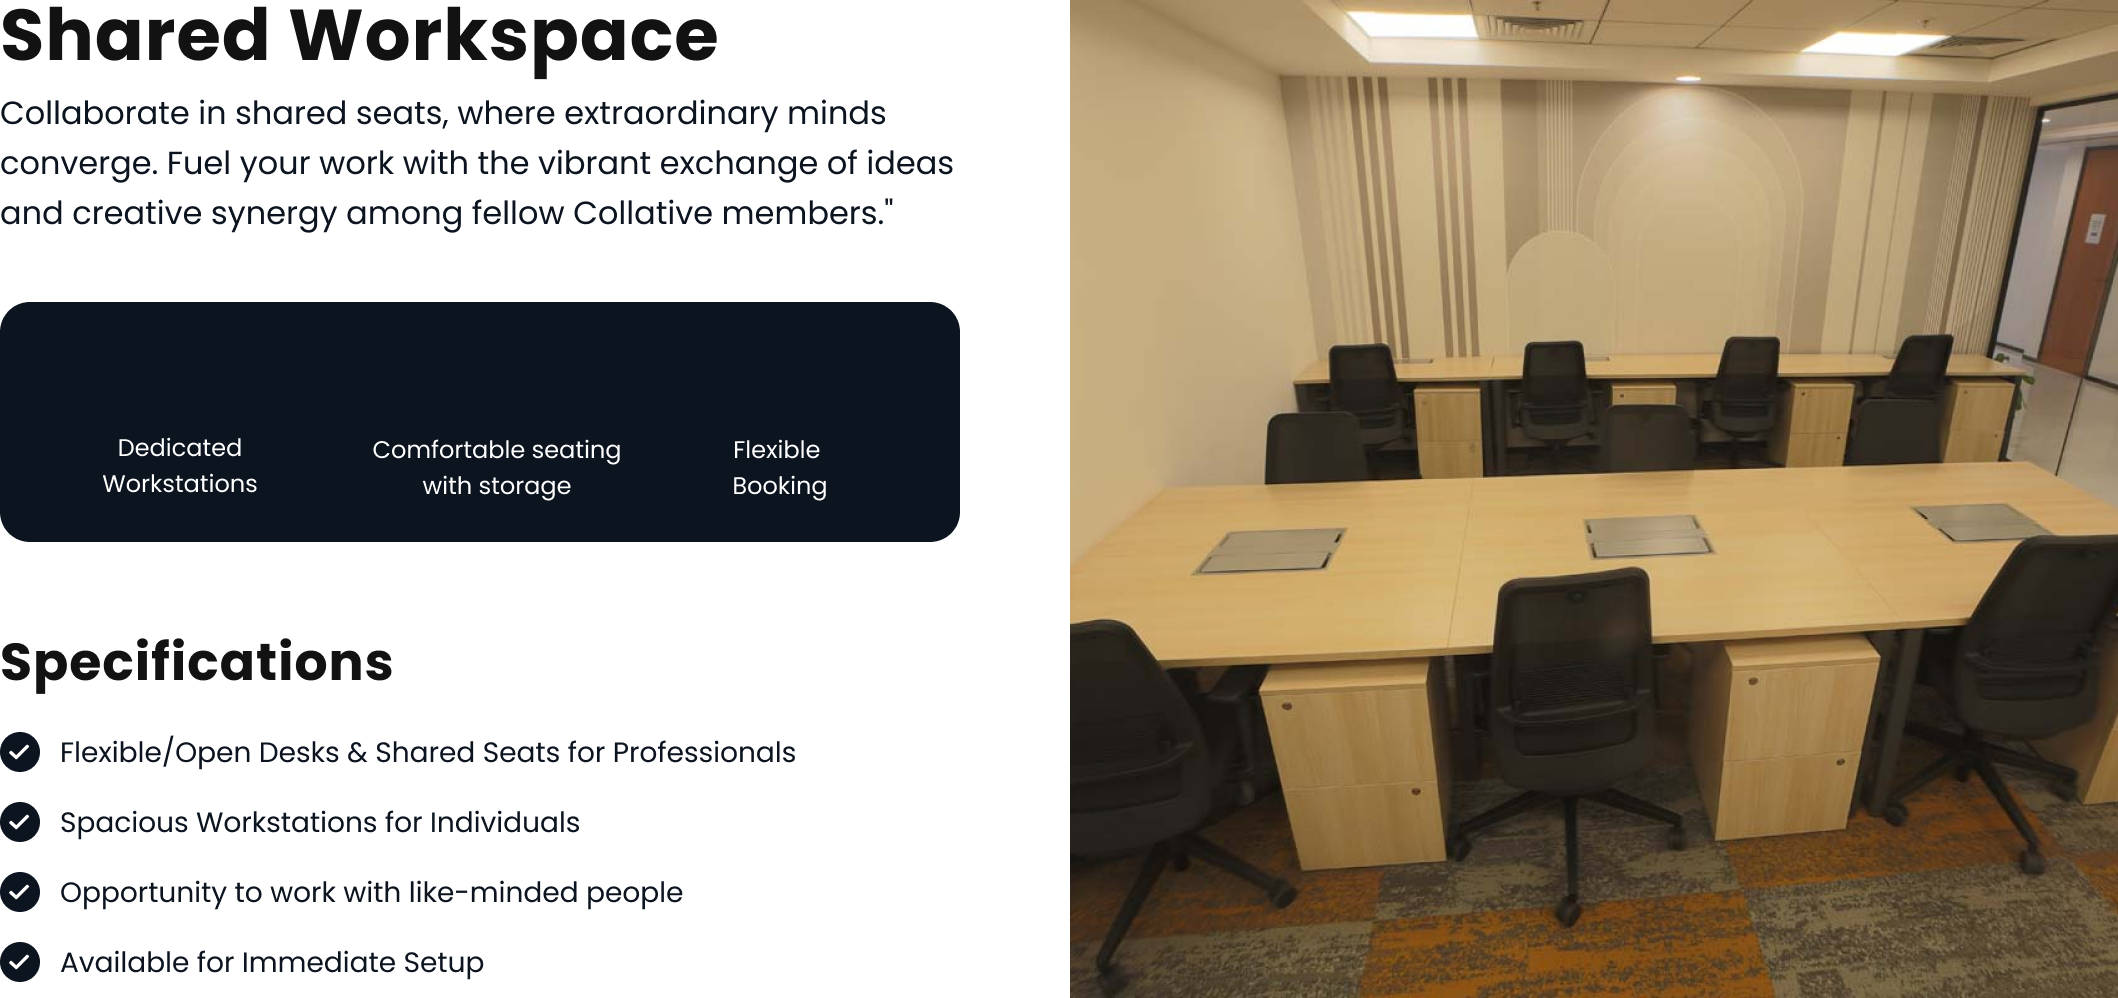 Shared Workspace
Collaborate in shared seats, where extraordinary minds
converge. Fuel your work with the vibrant exchange of ideas
and creative synergy among fellow Collative members."
Dedicated
Workstations
Comfortable seating
with storage
Flexible
Booking
Specifications
Flexible/Open Desks & Shared Seats for Professionals
Spacious Workstations for Individuals
Opportunity to work with like-minded people
Available for Immediate Setup